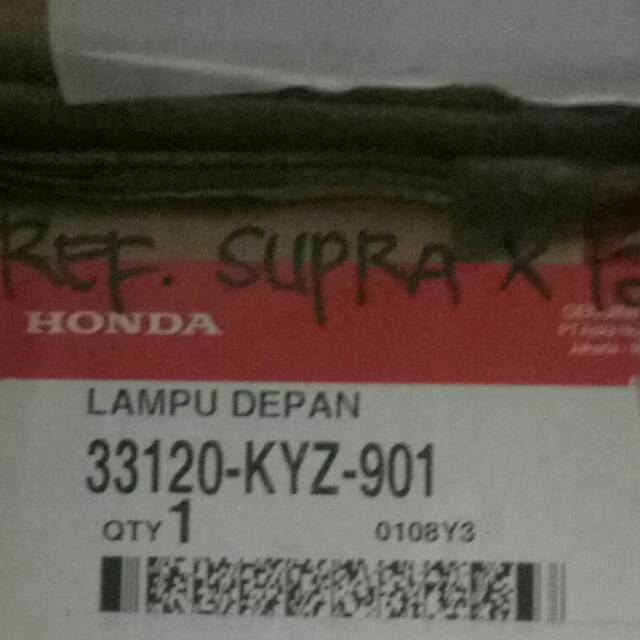 REF. SUPRA X
HONDA
LAMPU DEPAN
33120-KYZ-901
QTY 1
0108Y3